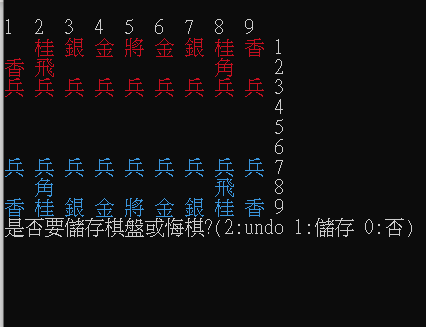 1 2 3 4 5 6 7 8 9
桂 銀 金 將 金 銀 桂 香 1
香 飛 角 2
兵 兵 兵 兵 兵 兵 兵 兵 兵 3
4
5
6
兵 兵 兵 兵 兵 兵 兵 兵 兵 7
角 飛 8
香 桂 銀 金 將 金 銀 桂 香 9
是否要儲存棋盤或悔棋?(2:undo 1:儲存 0:否)